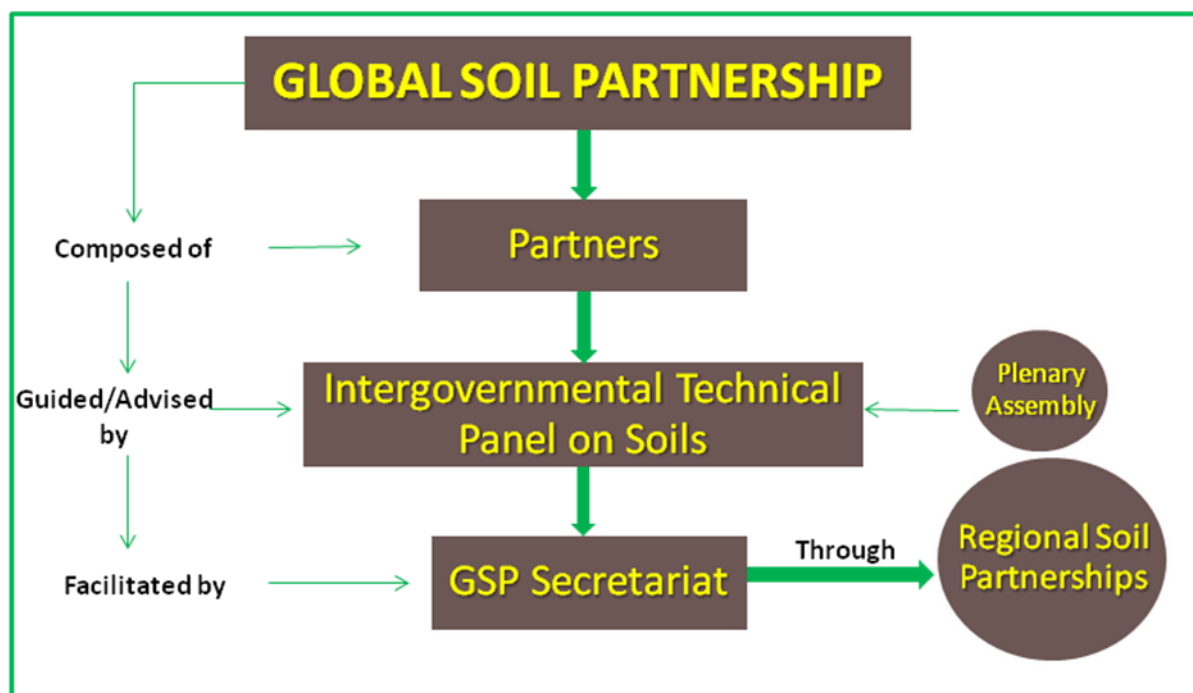 GLOBAL SOIL PARTNERSHIP
Composed of
Partners
Guided/Advised
by
Intergovernmental Technical
Panel on Soils
Plenary
Assembly
Facilitated by
GSP Secretariat
Through
Regional Soil
Partnerships